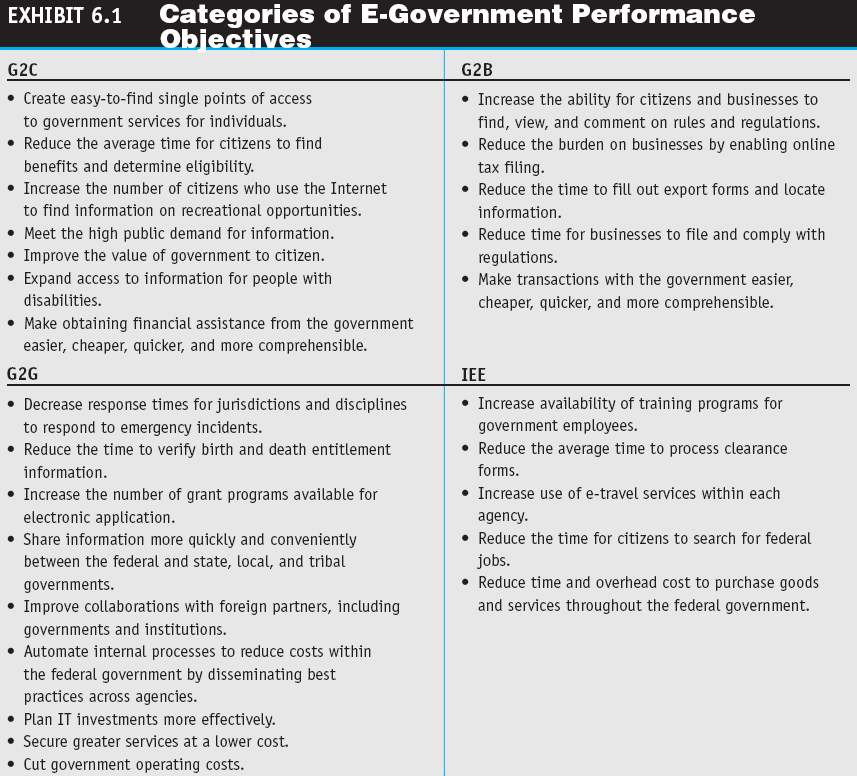 EXHIBIT 6.1 Categories of E-Government Performance
Objectives
G2C
• Create easy-to-find single points of access
to government services for individuals.
• Reduce the average time for citizens to find
benefits and determine eligibility.
• Increase the number of citizens who use the Internet
to find information on recreational opportunities.
• Meet the high public demand for information.
• Improve the value of government to citizen.
• Expand access to information for people with
disabilities.
• Make obtaining financial assistance from the government
easier, cheaper, quicker, and more comprehensible.
G2B
• Increase the ability for citizens and businesses to
find, view, and comment on rules and regulations.
• Reduce the burden on businesses by enabling online
tax filing.
• Reduce the time to fill out export forms and locate
information.
• Reduce time for businesses to file and comply with
regulations.
• Make transactions with the government easier,
cheaper, quicker, and more comprehensible.
G2G
• Decrease response times for jurisdictions and disciplines
to respond to emergency incidents.
• Reduce the time to verify birth and death entitlement
information.
• Increase the number of grant programs available for
electronic application.
• Share information more quickly and conveniently
between the federal and state, local, and tribal
governments.
• Improve collaborations with foreign partners, including
governments and institutions.
• Automate internal processes to reduce costs within
the federal government by disseminating best
practices across agencies.
• Plan IT investments more effectively.
• Secure greater services at a lower cost.
• Cut government operating costs.
IEE
• Increase availability of training programs for
government employees.
• Reduce the average time to process clearance
forms.
• Increase use of e-travel services within each
agency.
• Reduce the time for citizens to search for federal
jobs.
• Reduce time and overhead cost to purchase goods
and services throughout the federal government.